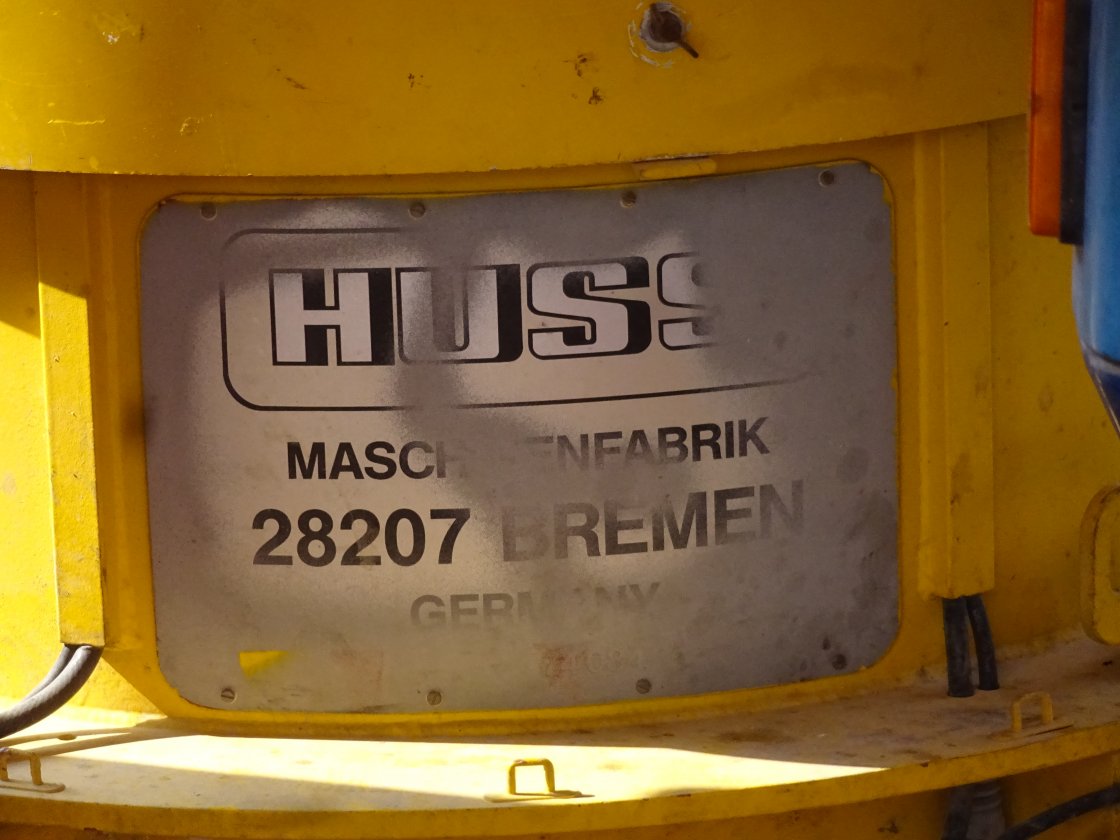 HUSS
MASCHINENFABRIK
28207 BREMEN
GERMANY